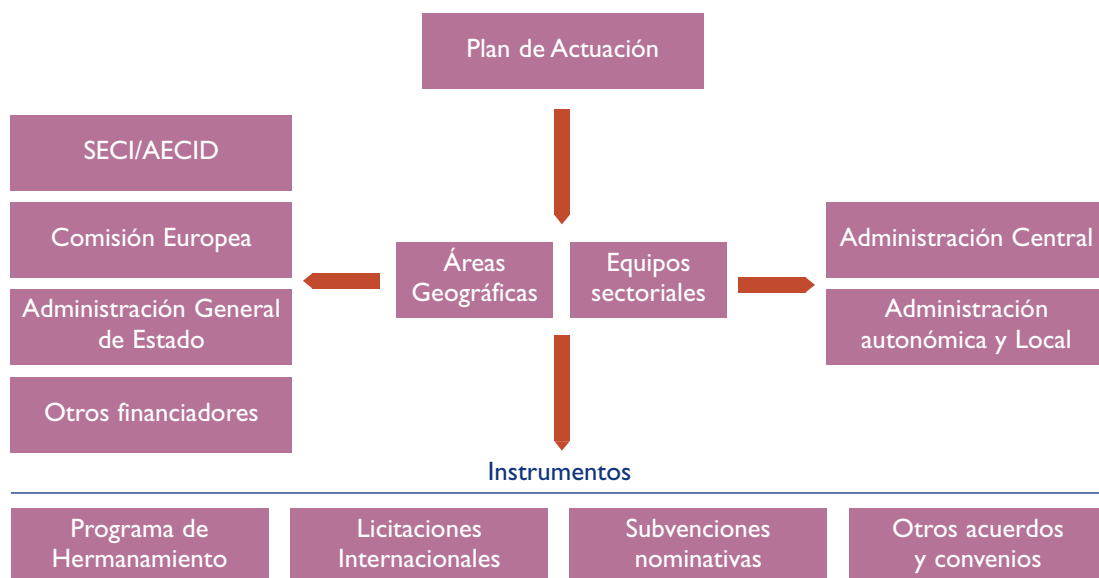 Plan de Actuación
SECI/AECID
Comisión Europea
Administración General
de Estado
Otros financiadores
Áreas
Geográficas
Equipos
sectoriales
Administración Central
Administración
autonómica y Local
Instrumentos
Programa de
Hermanamiento
Licitaciones
Internacionales
Subvenciones
nominativas
Otros acuerdos
y convenios